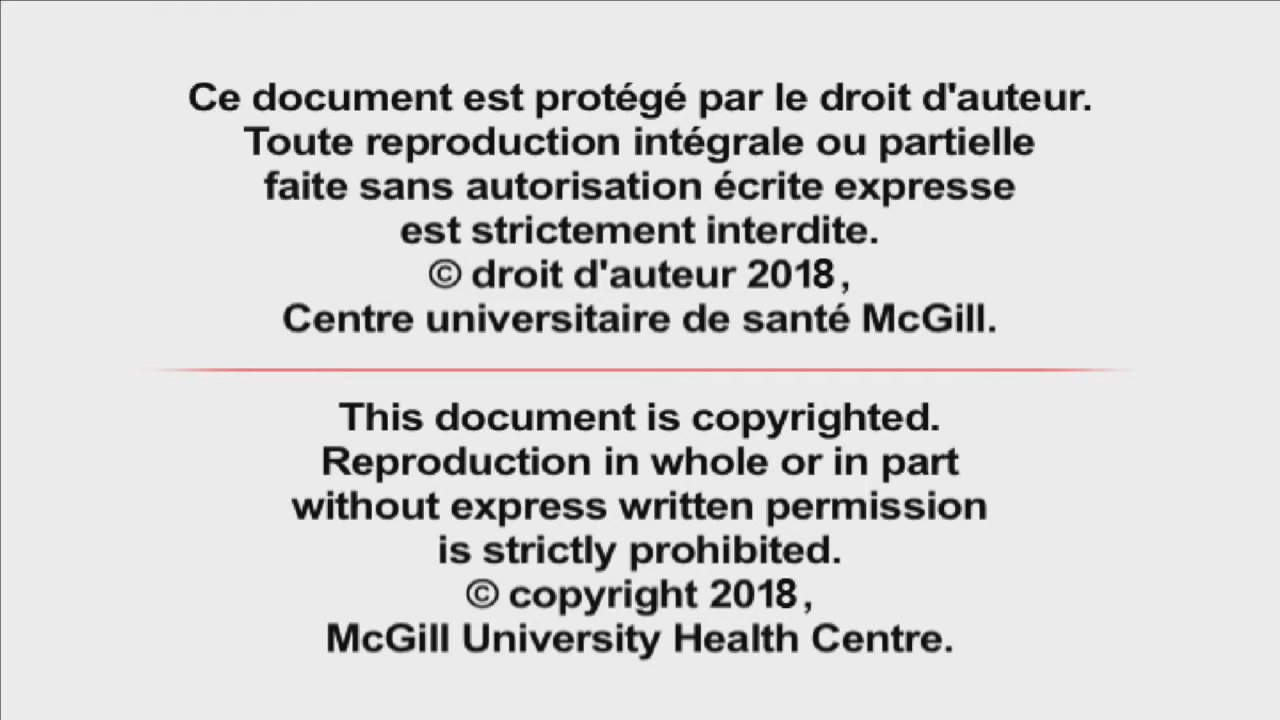 Ce document est protégé par le droit d'auteur.
Toute reproduction intégrale ou partielle
faite sans autorisation écrite expresse
est strictement interdite.
© droit d'auteur 2018,
Centre universitaire de santé McGill.
This document is copyrighted.
Reproduction in whole or in part
without express written permission
is strictly prohibited.
© copyright 2018,
McGill University Health Centre.